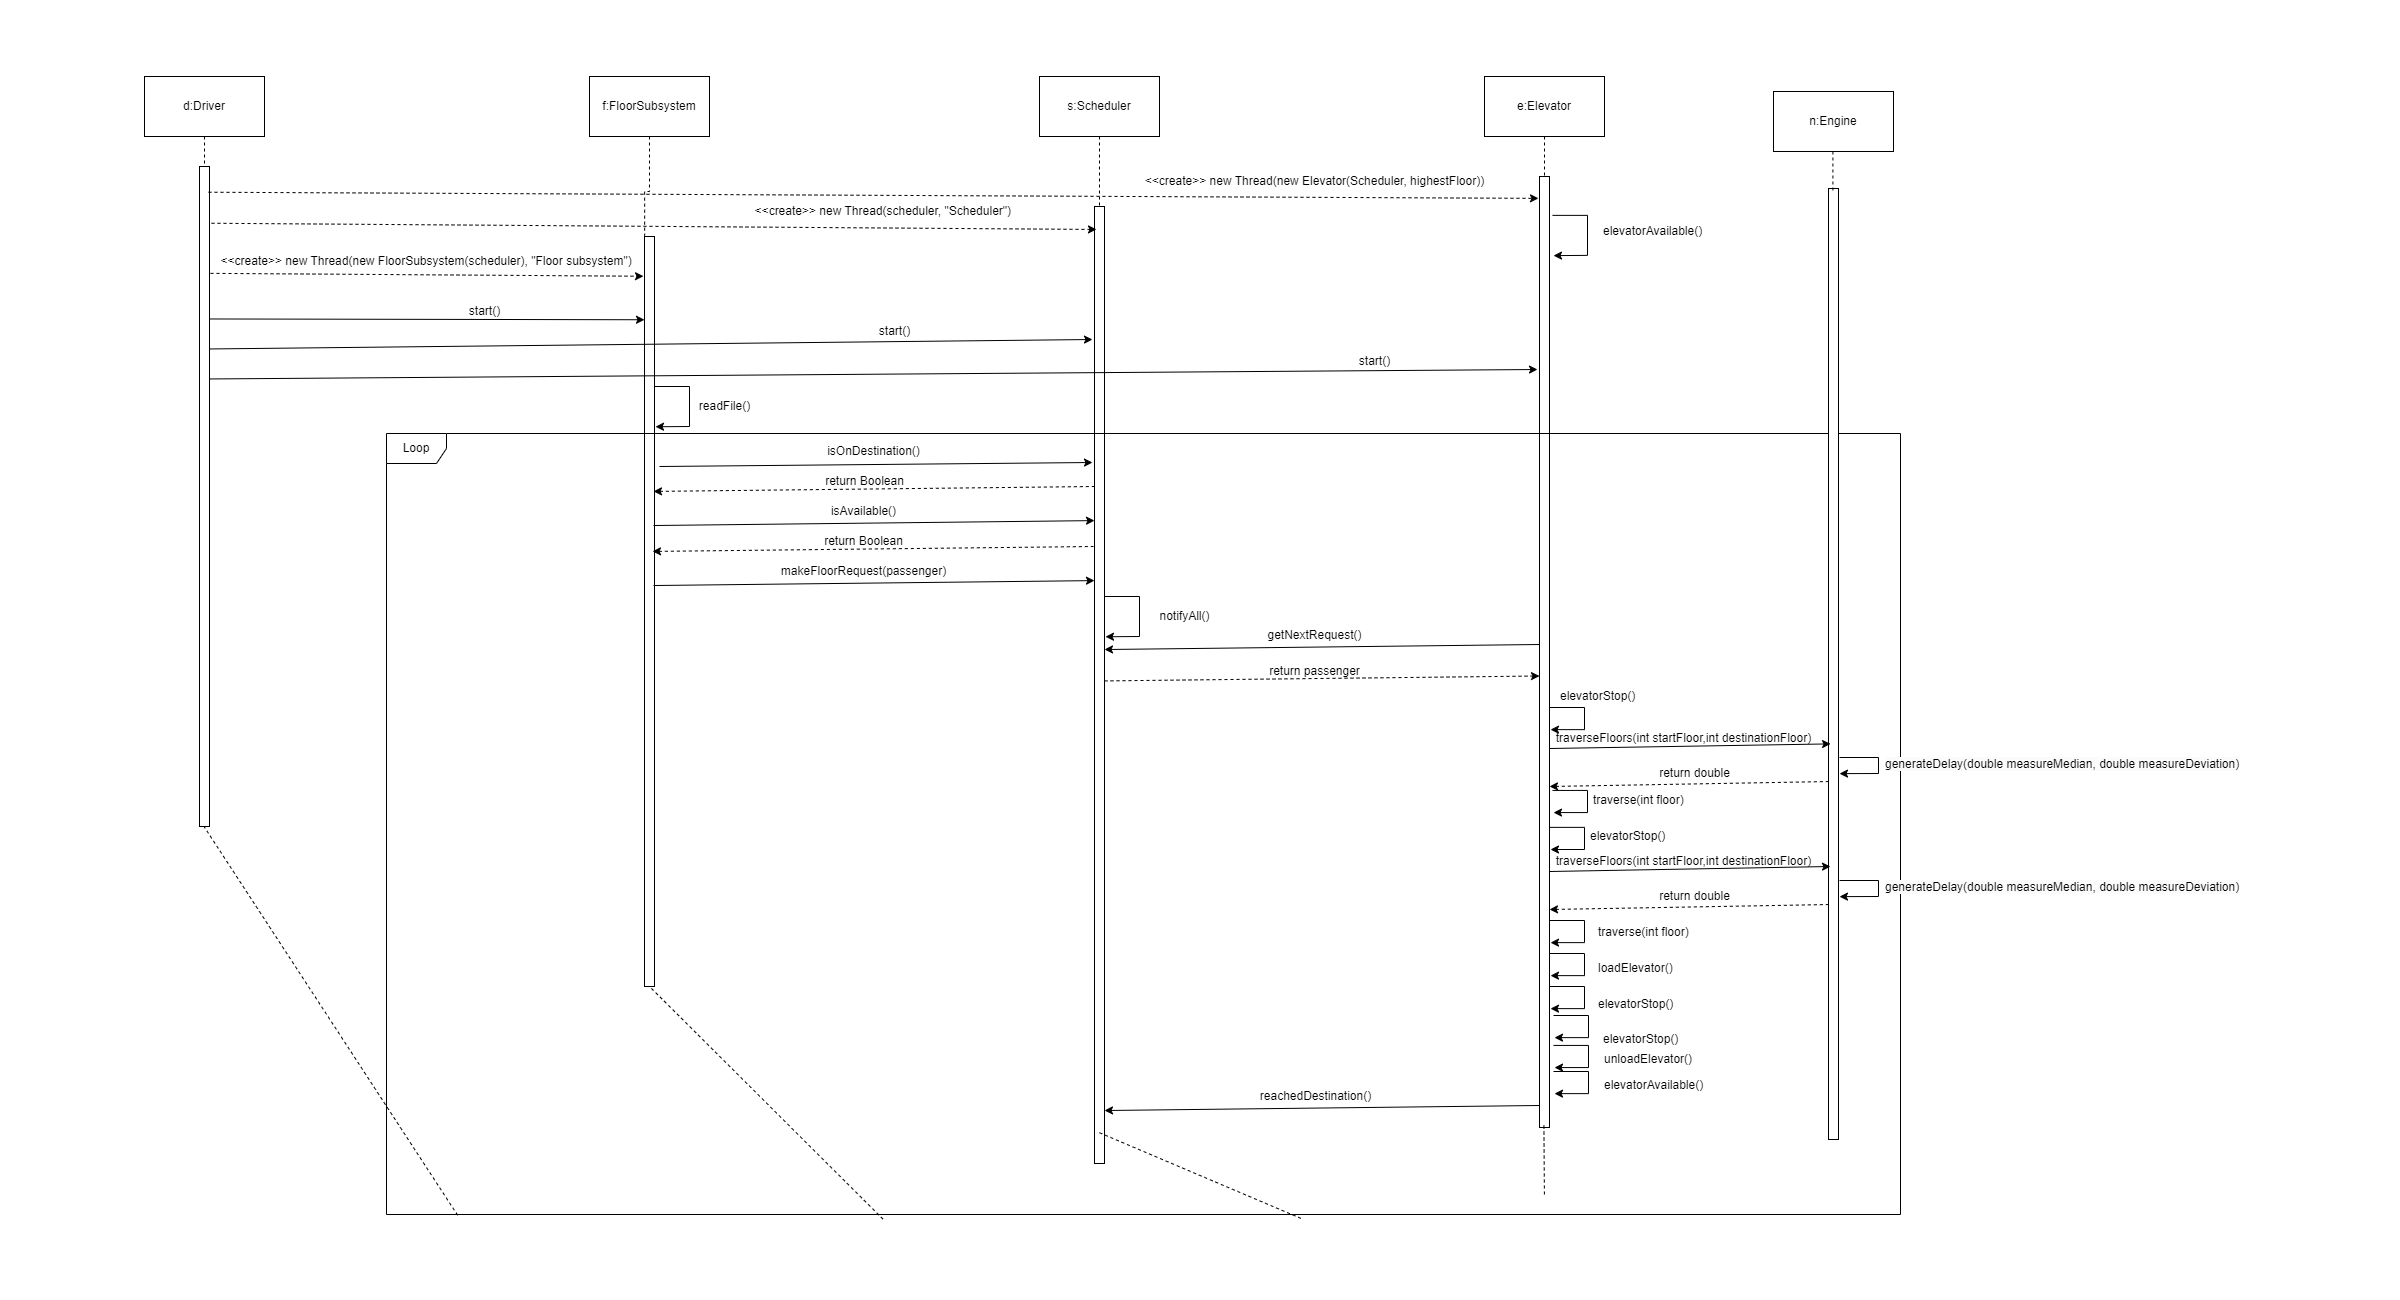 d:Driver
f:FloorSubsystem
s:Scheduler
e:Elevator
n:Engine
<<create>> new Thread(new Elevator(Scheduler, highestFloor))
<<create>> new Thread(scheduler, "Scheduler")
elevatorAvailable()
<<create>> new Thread(new FloorSubsystem(scheduler), "Floor subsystem")
start()
start()
start()
readFile()
Loop
isOnDestination()
return Boolean
isAvailable()
return Boolean
makeFloorRequest(passenger)
notifyAll()
getNextRequest()
return passenger
elevatorStop()
traverseFloors(int startFloor,int destinationFloor)
generateDelay(double measureMedian, double measureDeviation)
return double
traverse(int floor)
elevatorStop()
traverseFloors(int startFloor,int destinationFloor)
generateDelay(double measureMedian, double measureDeviation)
return double
traverse(int floor)
loadElevator()
elevatorStop()
elevatorStop()
unloadElevator()
elevatorAvailable()
reachedDestination()